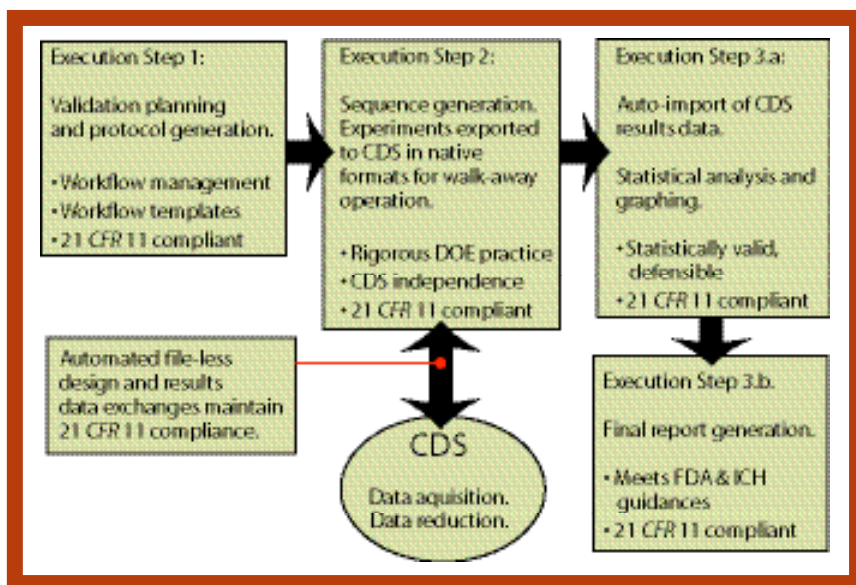 Execution Step 1:
Validation planning
and protocol generation.
• Workflow management
• Workflow templates
• 21 CFR 11 compliant
Execution Step 2:
Sequence generation.
Experiments exported
to CDS in native
formats for walk-away
operation.
• Rigorous DOE practice
• CDS independence
• 21 CFR 11 compliant
Execution Step 3.a:
Auto-import of CDS
results data.
Statistical analysis and
graphing.
• Statistically valid,
defensible
• 21 CFR 11 compliant
Automated file-less
design and results
data exchanges maintain
21 CFR 11 compliance.
CDS
Data aquisition.
Data reduction.
Execution Step 3.b.
Final report generation.
• Meets FDA & ICH
guidances
• 21 CFR 11 compliant